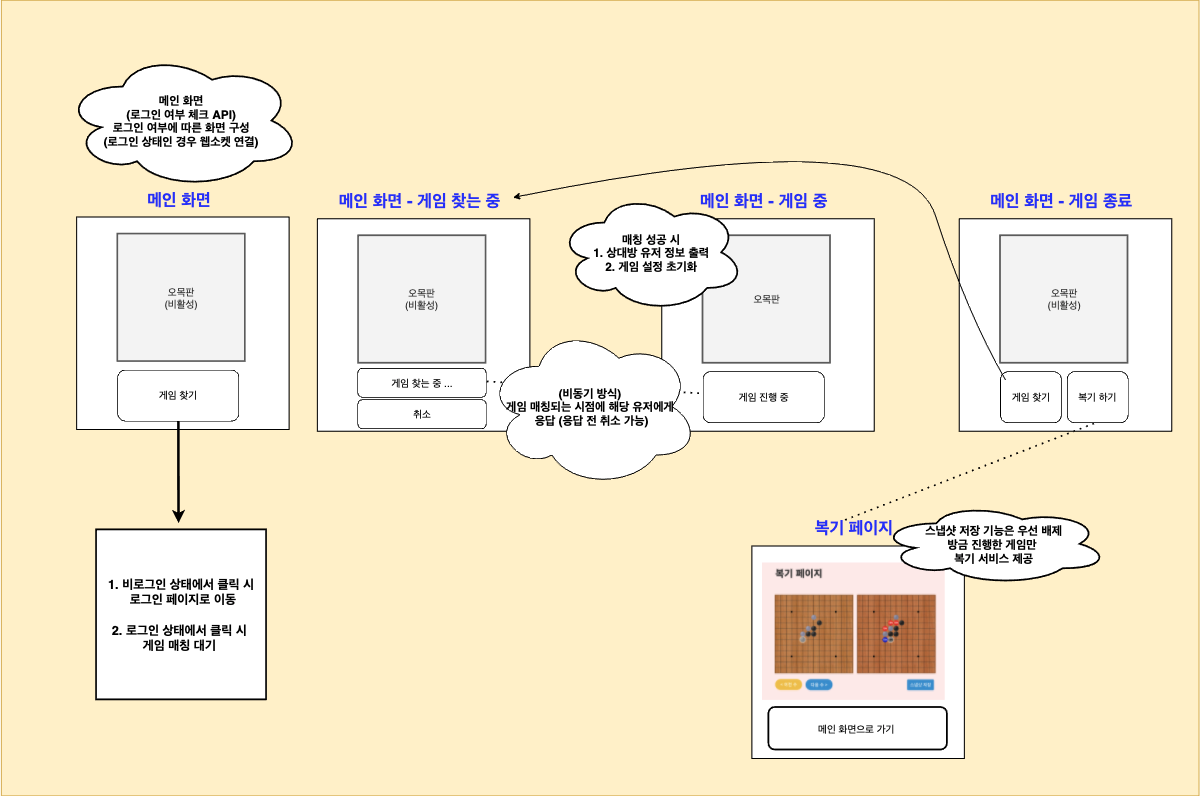 메인 화면
(로그인 여부 체크 API)
로그인 여부에 따른 화면 구성
(로그인 상태인 경우 웹소켓 연결)
메인 화면
오목판
(비활성)
게임 찾기
1. 비로그인 상태에서 클릭 시
로그인 페이지로 이동
2. 로그인 상태에서 클릭 시
게임 매칭 대기
메인 화면 - 게임 찾는 중
오목판
(비활성)
게임 찾는 중 ...
취소
(비동기 방식)
게임 매칭되는 시점에 해당 유저에게
응답 (응답 전 취소 가능)
메인 화면 - 게임 중
매칭 성공 시
1. 상대방 유저 정보 출력
2. 게임 설정 초기화
오목판
게임 진행 중
메인 화면 - 게임 종료
오목판
(비활성)
게임 찾기
복기 하기
복기 페이지
스냅샷 저장 기능은 우선 배제
방금 진행한 게임만
복기 서비스 제공
복기 페이지
메인 화면으로 가기